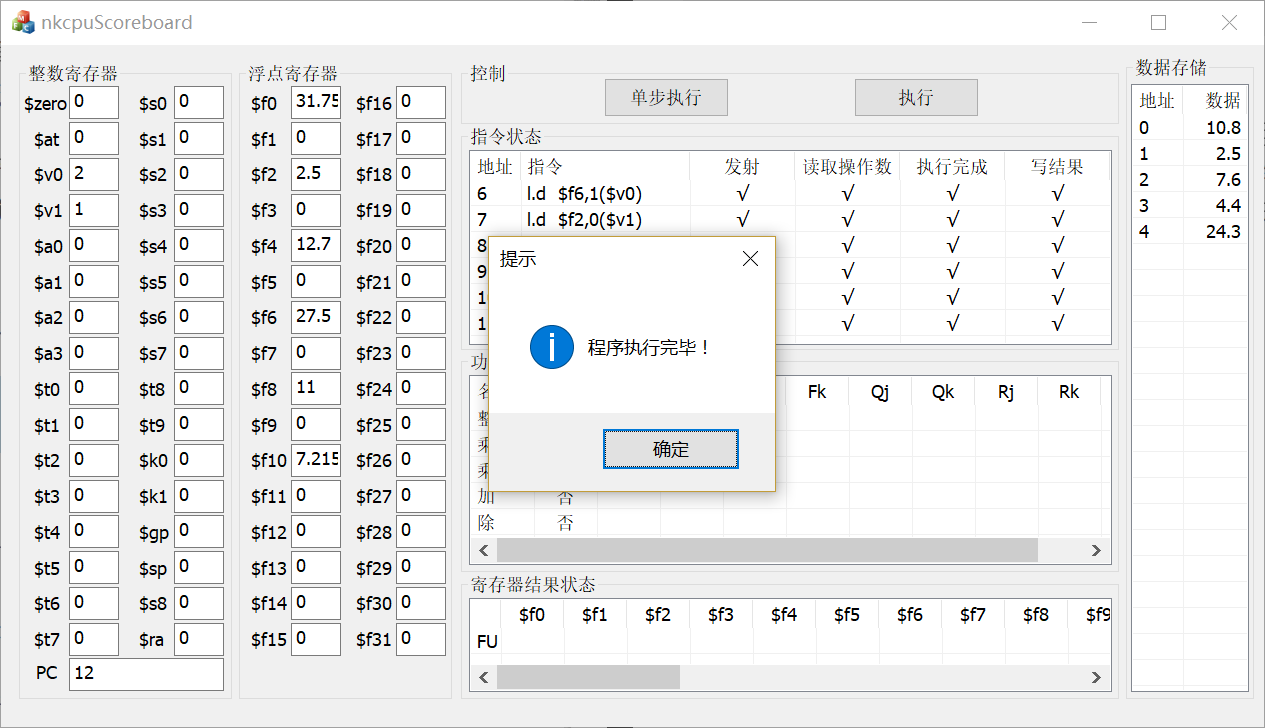 nkcpuScoreboard
整数寄存器 浮点寄存器 控制 数据存储
单步执行 执行
地址 数据
$zero 0 $s0 0 $f0 31.75 $f16 0
$at 0 $s1 0 $f1 0 $f17 0
$v0 2 $s2 0 $f2 2.5 $f18 0
$v1 1 $s3 0 $f3 0 $f19 0
$a0 0 $s4 0 $f4 12.7 $f20 0
$a1 0 $s5 0 $f5 0 $f21 0
$a2 0 $s6 0 $f6 27.5 $f22 0
$a3 0 $s7 0 $f7 0 $f23 0
$t0 0 $t8 0 $f8 11 $f24 0
$t1 0 $t9 0 $f9 0 $f25 0
$t2 0 $k0 0 $f10 7.215 $f26 0
$t3 0 $k1 0 $f11 0 $f27 0
$t4 0 $gp 0 $f12 0 $f28 0
$t5 0 $sp 0 $f13 0 $f29 0
$t6 0 $s8 0 $f14 0 $f30 0
$t7 0 $ra 0 $f15 0 $f31 0
PC 12
指令状态
地址 指令 发射 读取操作数 执行完成 写结果
6 l.d $f6,1($v0) √ √ √ √
7 l.d $f2,0($v1) √ √ √ √
8 √ √ √
9 √ √ √
1 √ √ √
1 √ √ √
提示
程序执行完毕！
确定
功
Fk Qj Qk Rj Rk
整
乘
乘
加 否
除 否
寄存器结果状态
$f0 $f1 $f2 $f3 $f4 $f5 $f6 $f7 $f8 $f9
FU
0 10.8
1 2.5
2 7.6
3 4.4
4 24.3